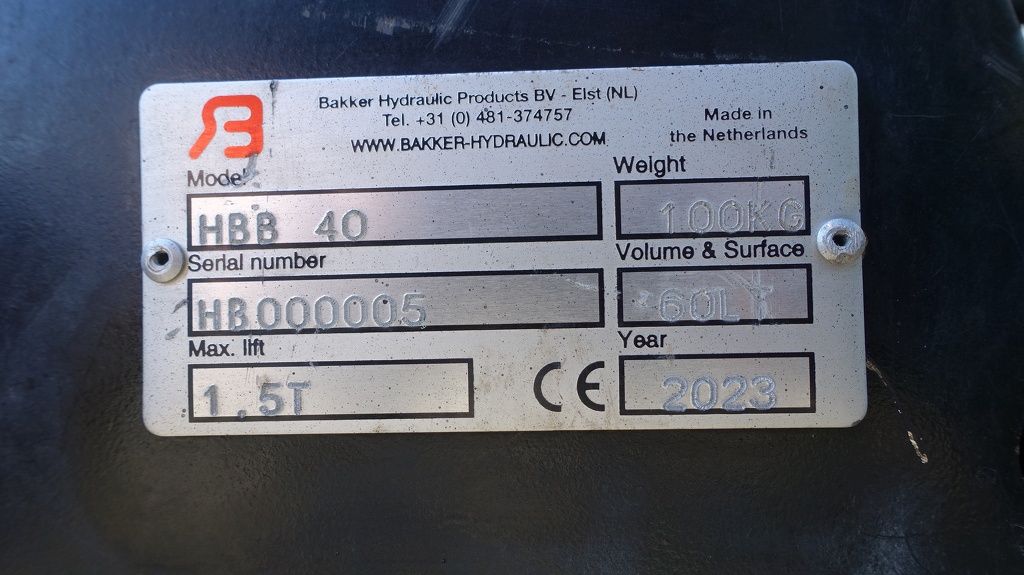 Bakker Hydraulic Products BV - Elst (NL)
Tel. +31 (0) 481-374757
WWW.BAKKER-HYDRAULIC.COM
Made in
the Netherlands
Model
HBB 40
Weight
100KG
Serial number
HB000005
Volume & Surface
60LT
Max. lift
1,5T
CE
Year
2023